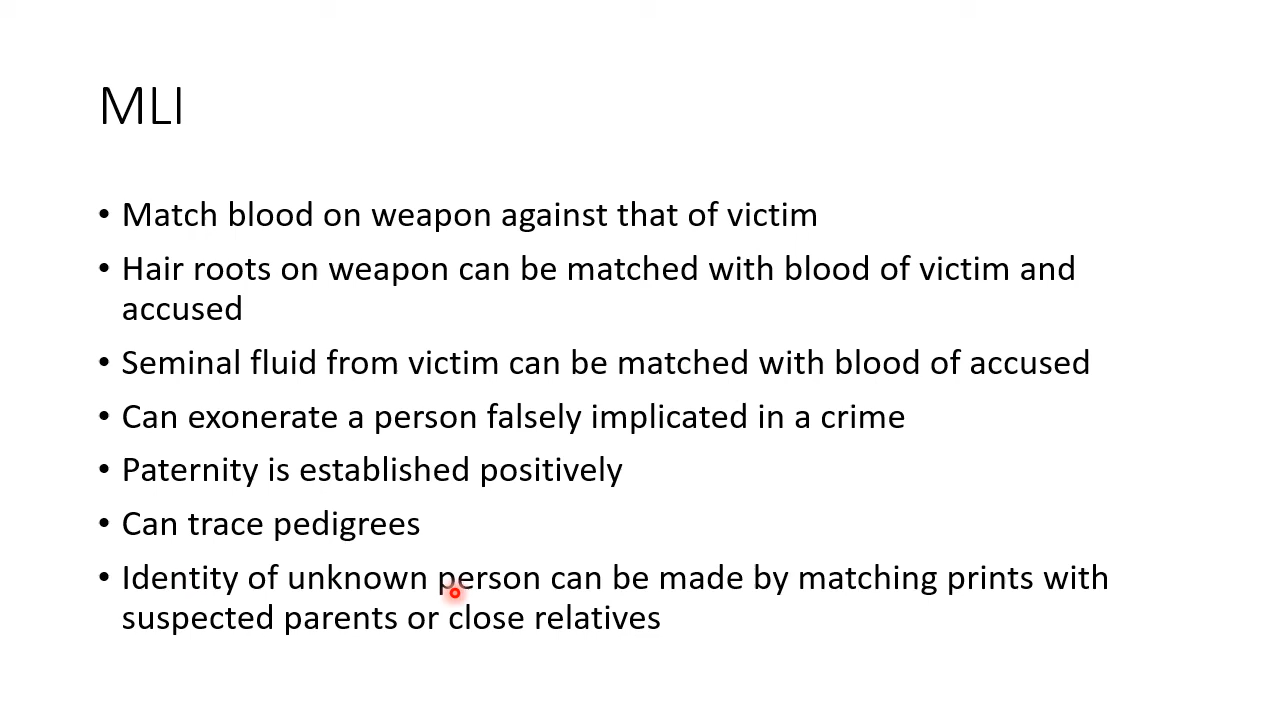 MLI
• Match blood on weapon against that of victim
• Hair roots on weapon can be matched with blood of victim and
accused
• Seminal fluid from victim can be matched with blood of accused
• Can exonerate a person falsely implicated in a crime
• Paternity is established positively
• Can trace pedigrees
• Identity of unknown person can be made by matching prints with
suspected parents or close relatives